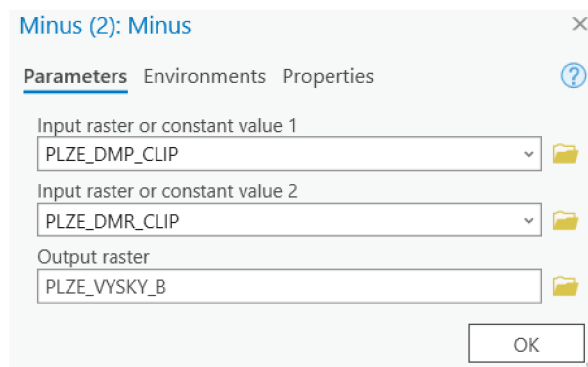 Minus (2): Minus
Parameters Environments Properties
Input raster or constant value 1
PLZE_DMP_CLIP
Input raster or constant value 2
PLZE_DMR_CLIP
Output raster
PLZE_VYSKY_B
OK